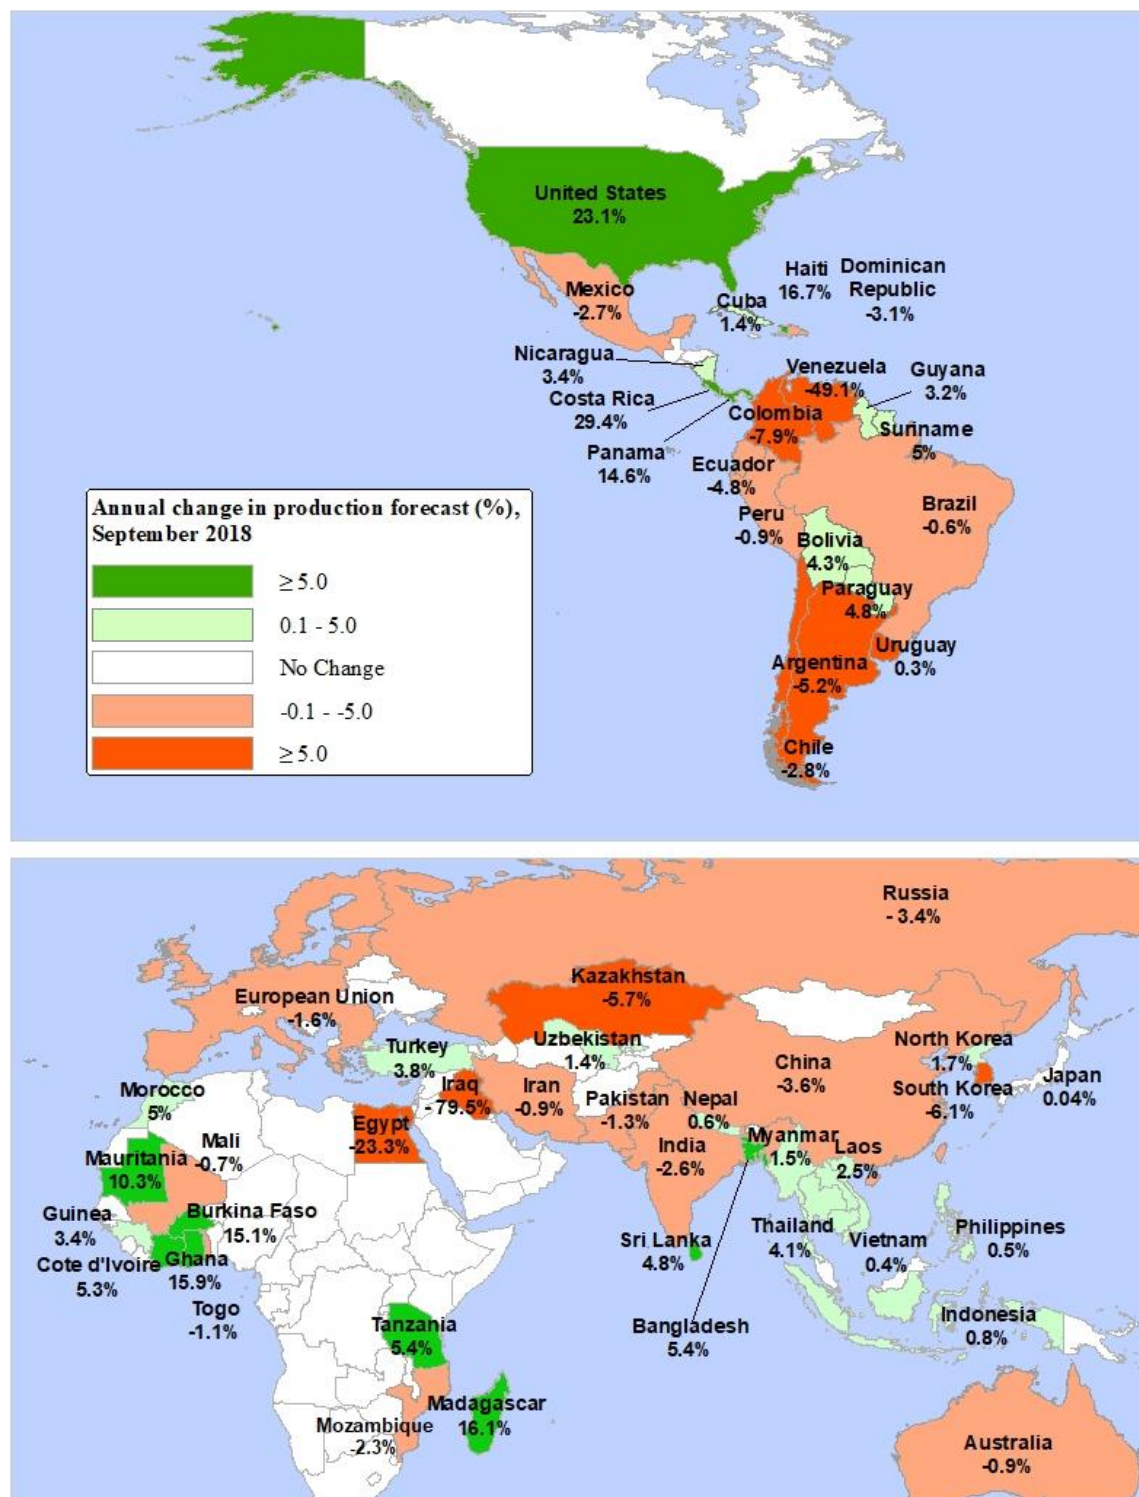 United States
23.1%
Haiti
16.7%
Dominican
Republic
-3.1%
Mexico
-2.7%
Cuba
1.4%
Nicaragua
3.4%
Costa Rica
29.4%
Panama
14.6%
Venezuela
-49.1%
Guyana
3.2%
Colombia
-7.9%
Suriname
5%
Ecuador
-4.8%
Peru
-0.9%
Brazil
-0.6%
Bolivia
4.3%
Paraguay
4.8%
Uruguay
0.3%
Argentina
-5.2%
Chile
-2.8%
Annual change in production forecast (%),
September 2018
≥ 5.0
0.1 - 5.0
No Change
-0.1 - -5.0
≥ 5.0
Russia
- 3.4%
Kazakhstan
-5.7%
European Union
-1.6%
Uzbekistan
1.4%
Turkey
3.8%
North Korea
1.7%
China
-3.6%
Japan
0.04%
South Korea
-6.1%
Morocco
5%
Iraq
- 79.5%
Iran
-0.9%
Pakistan
-1.3%
Nepal
0.6%
Egypt
-23.3%
Mali
-0.7%
Mauritania
10.3%
India
-2.6%
Myanmar
1.5%
Laos
2.5%
Guinea
3.4%
Burkina Faso
15.1%
Cote d'Ivoire
5.3%
Ghana
15.9%
Togo
-1.1%
Sri Lanka
4.8%
Thailand
4.1%
Vietnam
0.4%
Philippines
0.5%
Bangladesh
5.4%
Indonesia
0.8%
Tanzania
5.4%
Madagascar
16.1%
Mozambique
-2.3%
Australia
-0.9%